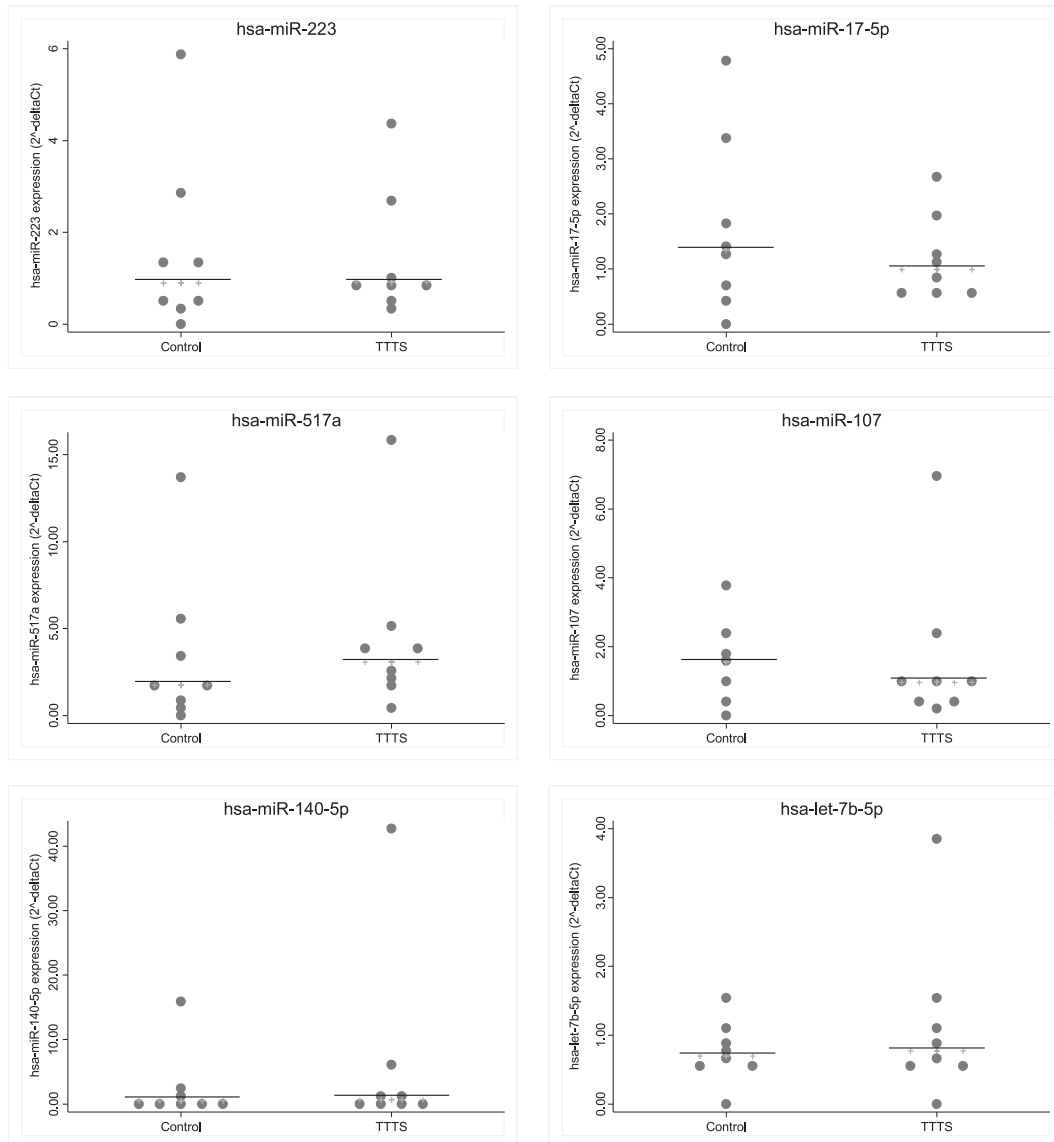 hsa-miR-223
hsa-miR-223 expression (2^-deltaCt)
6
4
2
0
Control TTTS
hsa-miR-17-5p
hsa-miR-17-5p expression (2^-deltaCt)
5.00
4.00
3.00
2.00
1.00
0.00
Control TTTS
hsa-miR-517a
hsa-miR-517a expression (2^-deltaCt)
15.00
10.00
5.00
0.00
Control TTTS
hsa-miR-107
hsa-miR-107 expression (2^-deltaCt)
8.00
6.00
4.00
2.00
0.00
Control TTTS
hsa-miR-140-5p
hsa-miR-140-5p expression (2^-deltaCt)
40.00
30.00
20.00
10.00
0.00
Control TTTS
hsa-let-7b-5p
hsa-let-7b-5p expression (2^-deltaCt)
4.00
3.00
2.00
1.00
0.00
Control TTTS